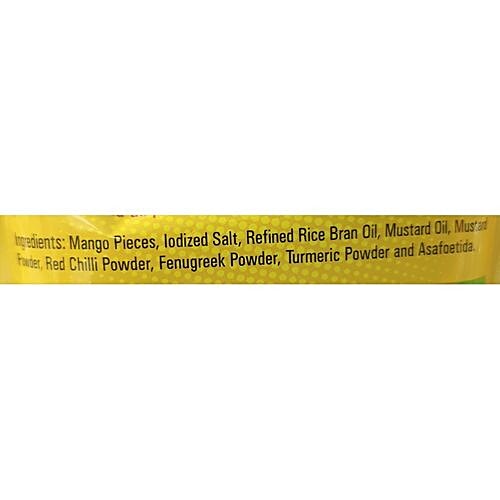 Ingredients: Mango Pieces, Iodized Salt, Refined Rice Bran Oil, Mustard Oil, Mustard
Powder, Red Chilli Powder, Fenugreek Powder, Turmeric Powder and Asafoetida.